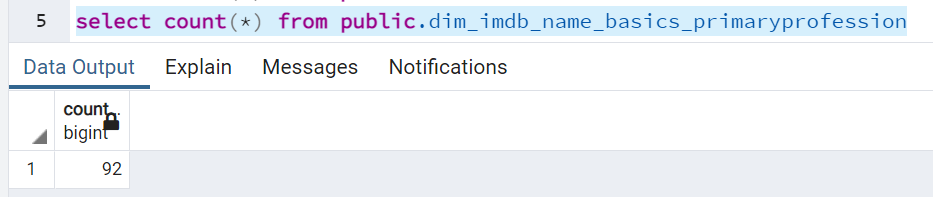 5 select count(*) from public.dim_imdb_name_basics_primaryprofession
Data Output Explain Messages Notifications
count
bigint
1 92